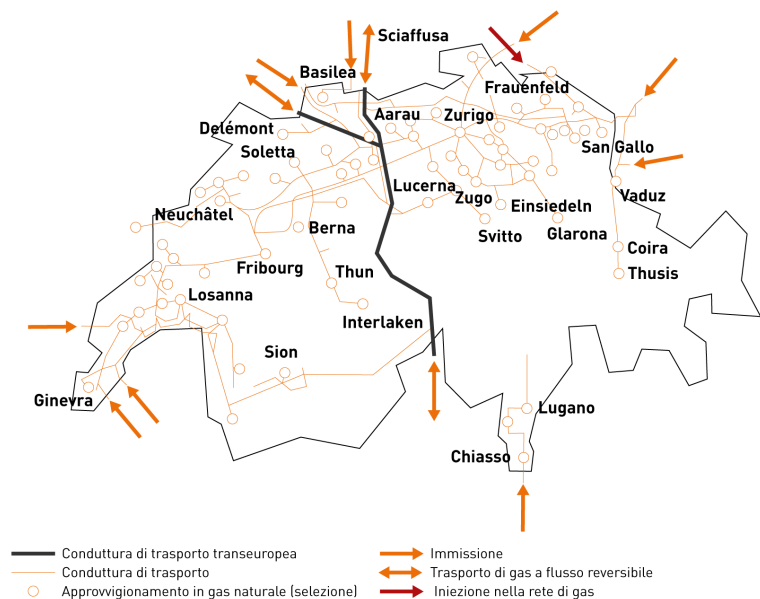 Sciaffusa
Basilea
Frauenfeld
Aarau
Zurigo
Delémont
San Gallo
Soletta
Lucerna
Vaduz
Zugo
Einsiedeln
Neuchâtel
Berna
Svitto
Glarona
Coira
Fribourg
Thun
Thusis
Losanna
Interlaken
Sion
Ginevra
Lugano
Chiasso
Conduttura di trasporto transeuropea
Conduttura di trasporto
Approvvigionamento in gas naturale (selezione)
Immissione
Trasporto di gas a flusso reversibile
Iniezione nella rete di gas